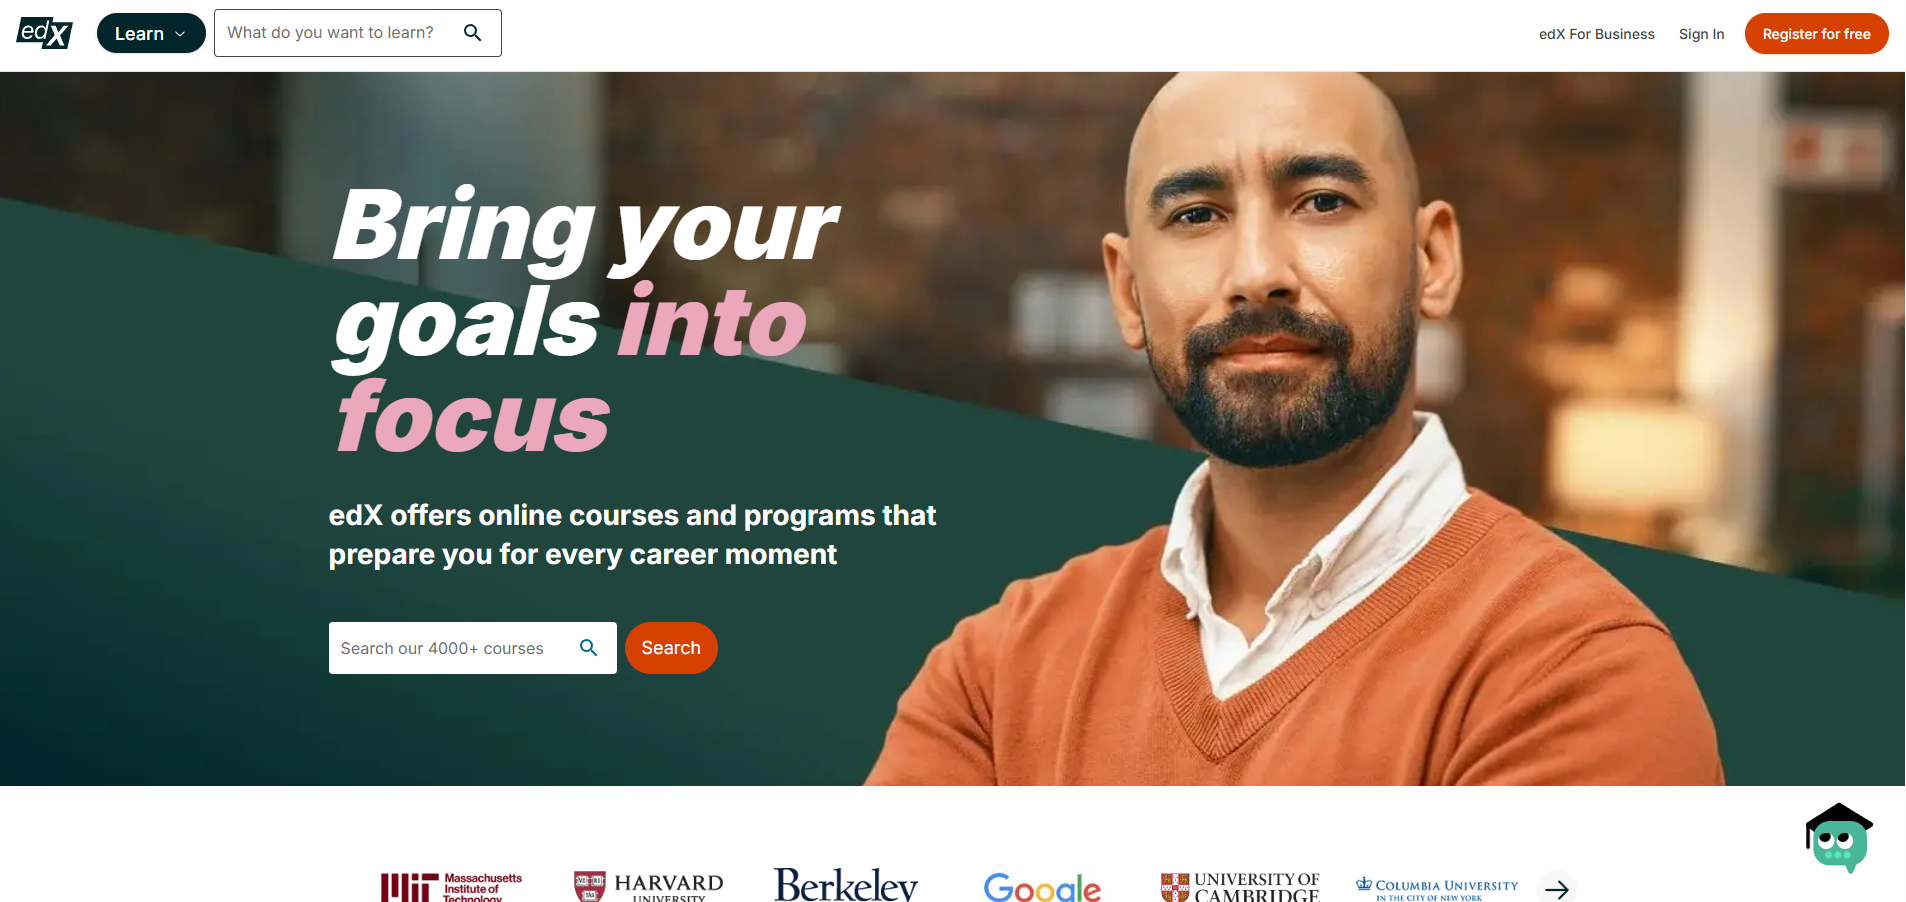 edX
Learn
What do you want to learn?
edX For Business
Sign In
Register for free
Bring your
goals into
focus
edX offers online courses and programs that
prepare you for every career moment
Search our 4000+ courses
Search
Massachusetts
Institute of
Technology
VE RI
TAS
HARVARD
UNIVERSITY
Berkeley
Google
UNIVERSITY OF
CAMBRIDGE
COLUMBIA UNIVERSITY
IN THE CITY OF NEW YORK